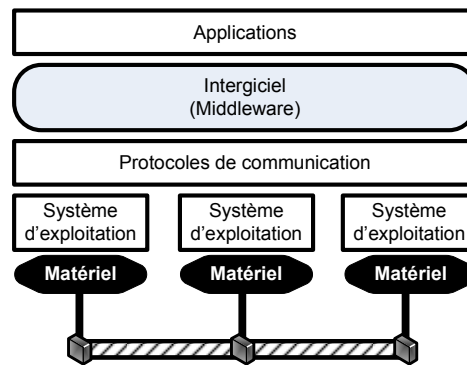 Applications
Intergiciel
(Middleware)
Protocoles de communication
Système
d'exploitation
Système
d'exploitation
Système
d'exploitation
Matériel
Matériel
Matériel